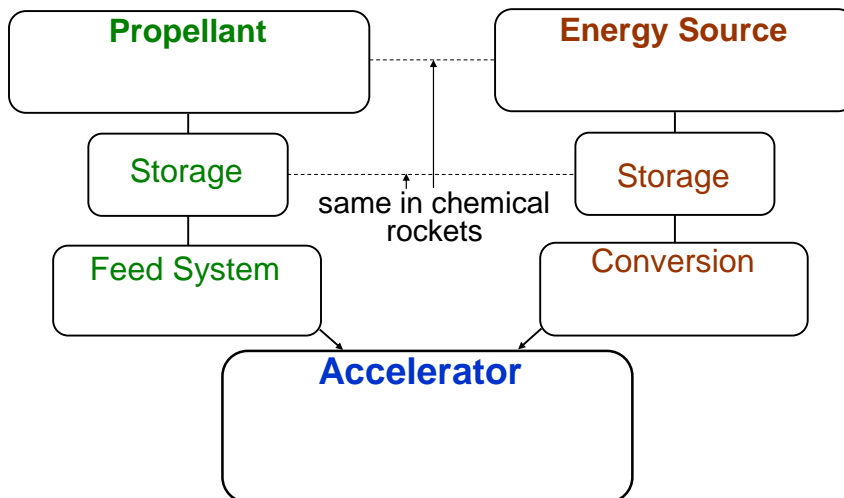 Propellant
Energy Source
Storage
Storage
same in chemical
rockets
Feed System
Conversion
Accelerator